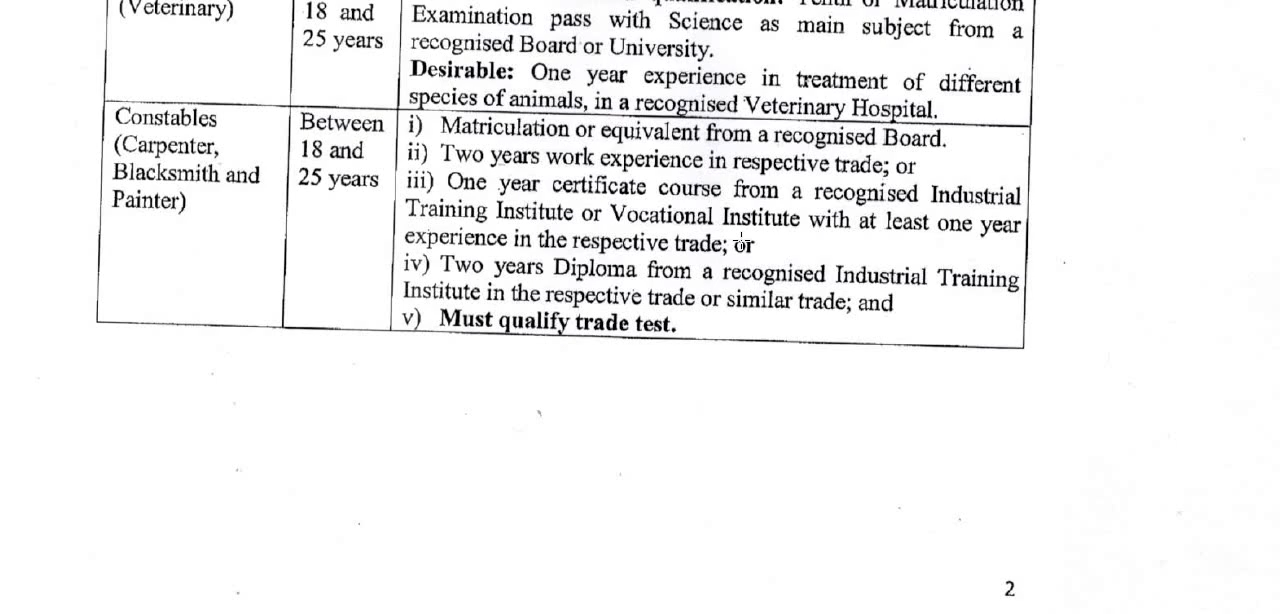 (Veterinary)
18 and
25 years
Examination pass with Science as main subject from a
recognised Board or University.
Desirable: One year experience in treatment of different
species of animals, in a recognised Veterinary Hospital.
Constables
(Carpenter,
Blacksmith and
Painter)
Between
18 and
25 years
i) Matriculation or equivalent from a recognised Board.
ii) Two years work experience in respective trade; or
iii) One year certificate course from a recognised Industrial
Training Institute or Vocational Institute with at least one year
experience in the respective trade; or
iv) Two years Diploma from a recognised Industrial Training
Institute in the respective trade or similar trade; and
v) Must qualify trade test.
2